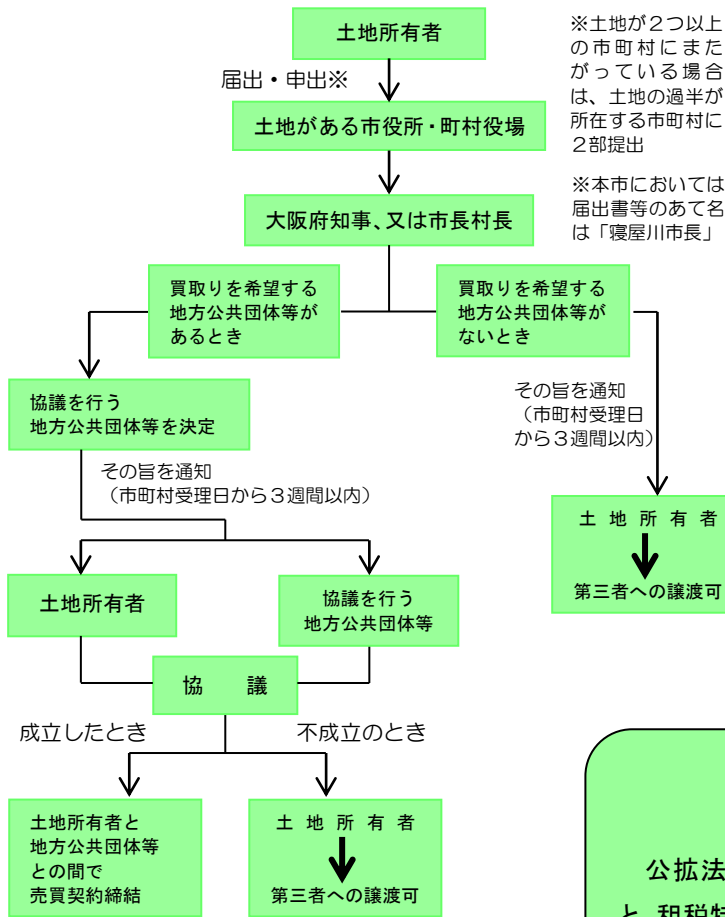 土地所有者
届出・申出※
土地がある市役所・町村役場
大阪府知事、又は市長村長
※土地が２つ以上
の市町村にまた
がっている場合
は、土地の過半が
所在する市町村に
２部提出
※本市においては
届出書等のあて名
は「寝屋川市長」
買取りを希望する
地方公共団体等が
あるとき
買取りを希望する
地方公共団体等が
ないとき
協議を行う
地方公共団体等を決定
その旨を通知
（市町村受理日から３週間以内）
その旨を通知
（市町村受理日
から３週間以内）
土地所有者
第三者への譲渡可
土地所有者
協議を行う
地方公共団体等
協　議
成立したとき
不成立のとき
土地所有者と
地方公共団体等
との間で
売買契約締結
土地所有者
第三者への譲渡可
公拡法
と、租税特